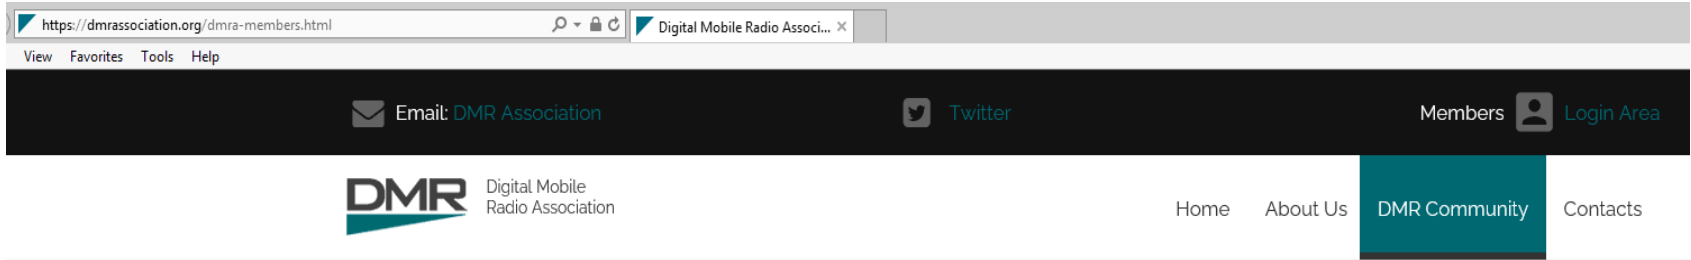 https://dmrassociation.org/dmra-members.html
Digital Mobile Radio Associ...
View Favorites Tools Help
Email: DMR Association
Twitter
Members Login Area
DMR
Digital Mobile
Radio Association
Home About Us DMR Community Contacts